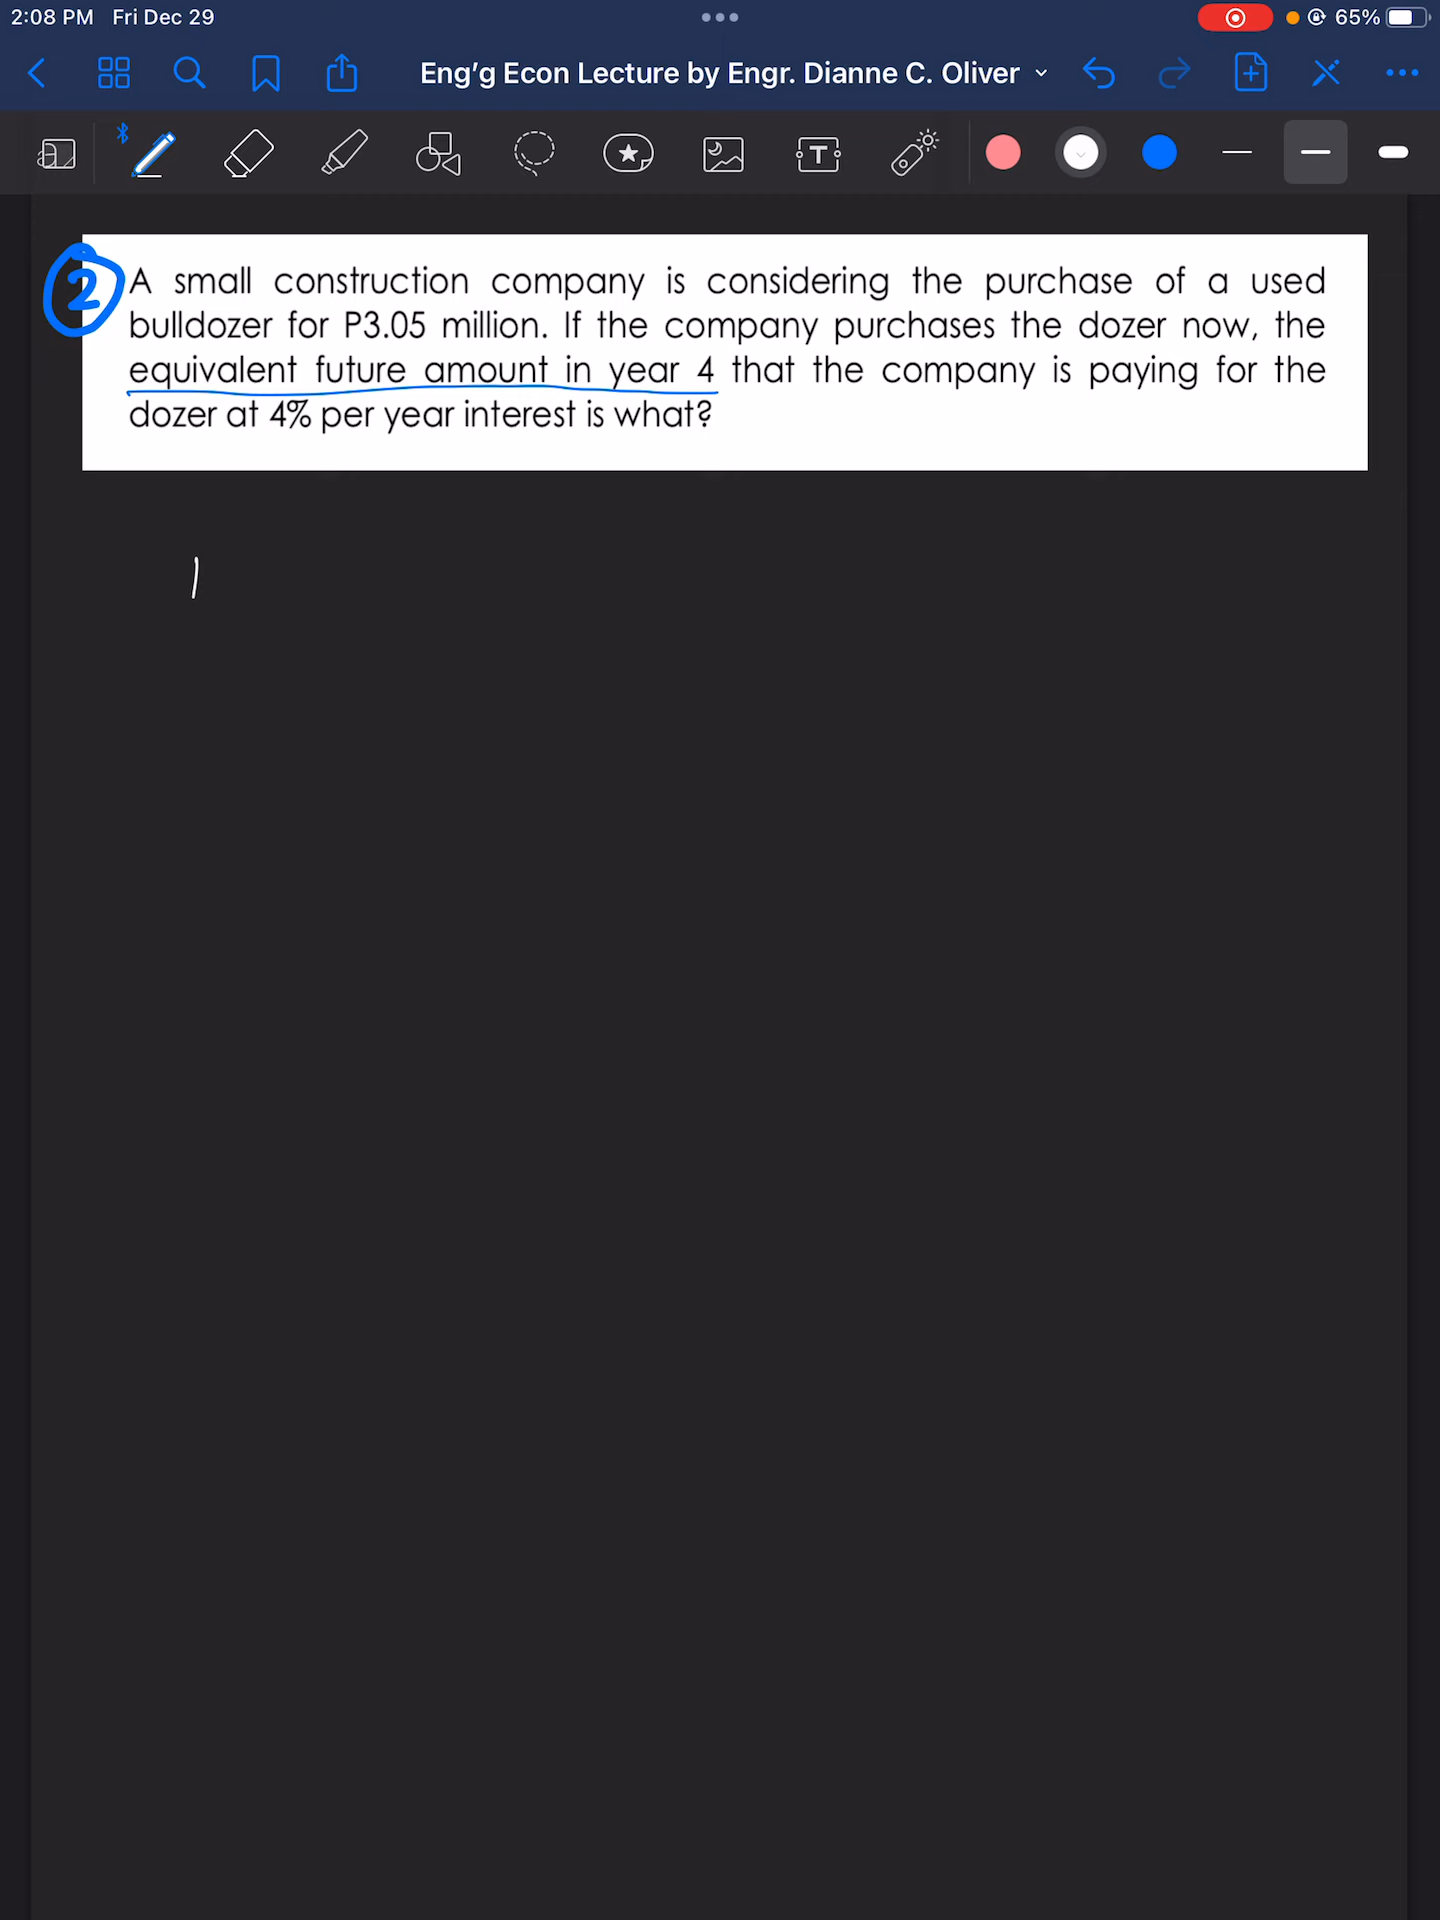 2:08 PM Fri Dec 29
65%
Eng’g Econ Lecture by Engr. Dianne C. Oliver
T
2
A small construction company is considering the purchase of a used
bulldozer for P3.05 million. If the company purchases the dozer now, the
equivalent future amount in year 4 that the company is paying for the
dozer at 4% per year interest is what?